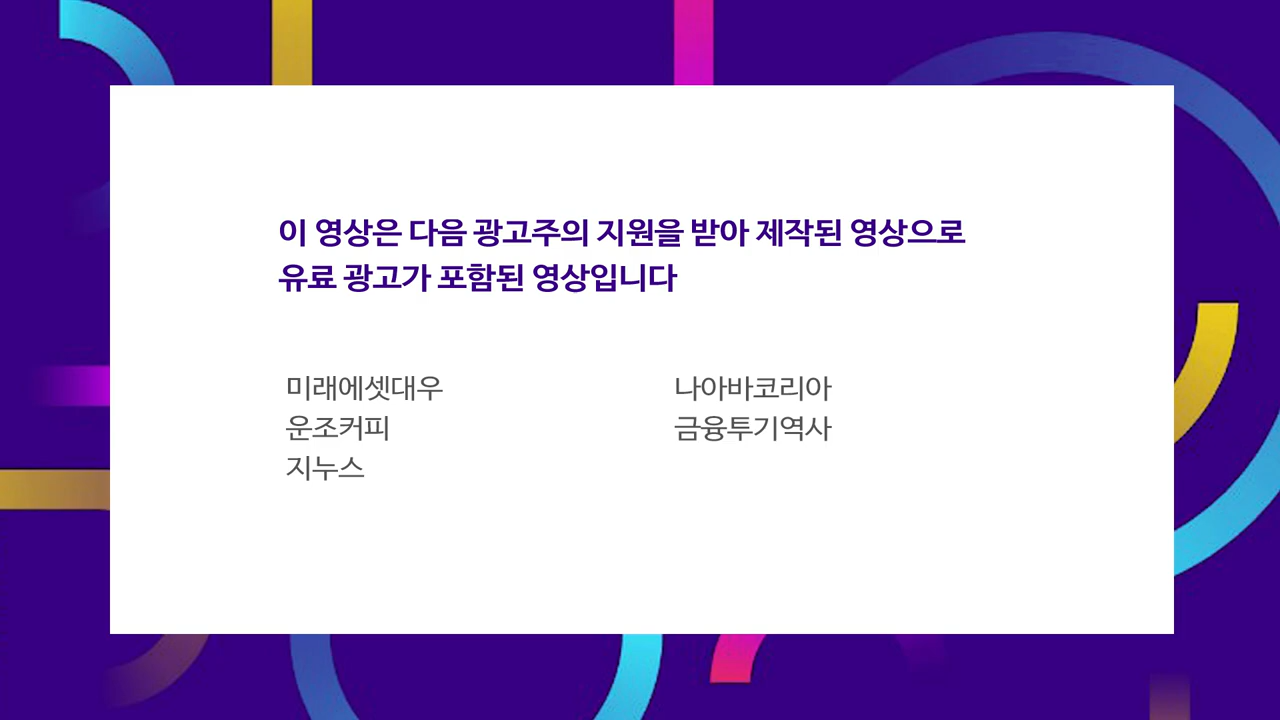 이 영상은 다음 광고주의 지원을 받아 제작된 영상으로
유료 광고가 포함된 영상입니다
미래에셋대우
운조커피
지누스
나아바코리아
금융투기역사